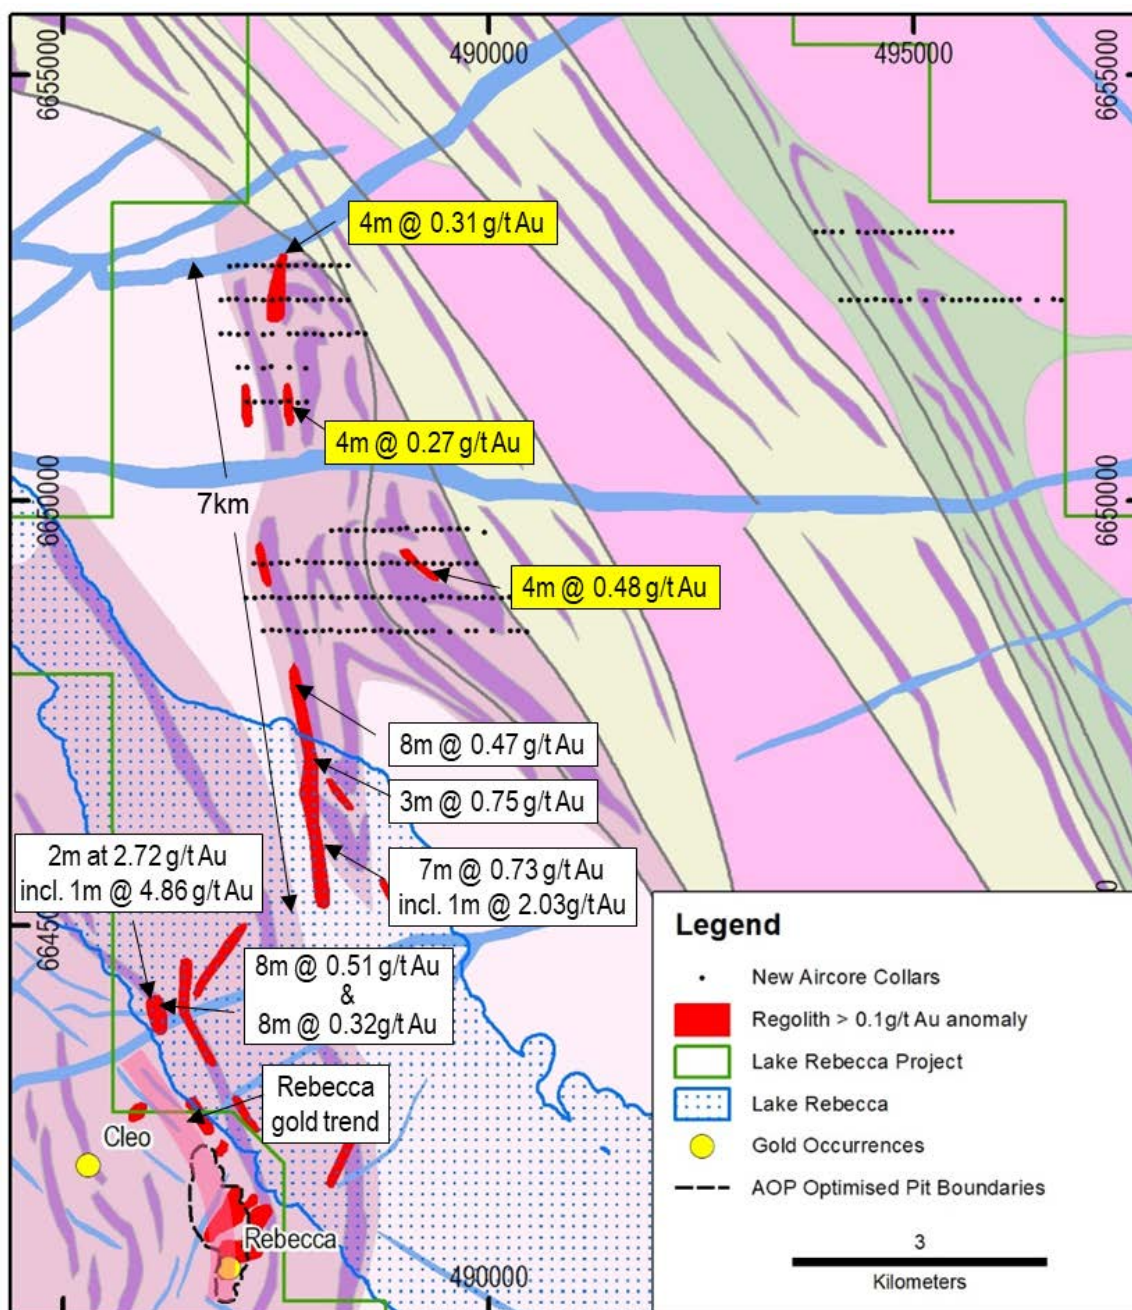 490000
495000
6655000
6655000
4m @ 0.31 g/t Au
4m @ 0.27 g/t Au
6650000
6650000
7km
4m @ 0.48 g/t Au
8m @ 0.47 g/t Au
3m @ 0.75 g/t Au
2m at 2.72 g/t Au
incl. 1m @ 4.86 g/t Au
7m @ 0.73 g/t Au
incl. 1m @ 2.03g/t Au
8m @ 0.51 g/t Au
&
8m @ 0.32g/t Au
Rebecca
gold trend
Cleo
Rebecca
490000
Legend
New Aircore Collars
Regolith > 0.1g/t Au anomaly
Lake Rebecca Project
Lake Rebecca
Gold Occurrences
AOP Optimised Pit Boundaries
3
Kilometers